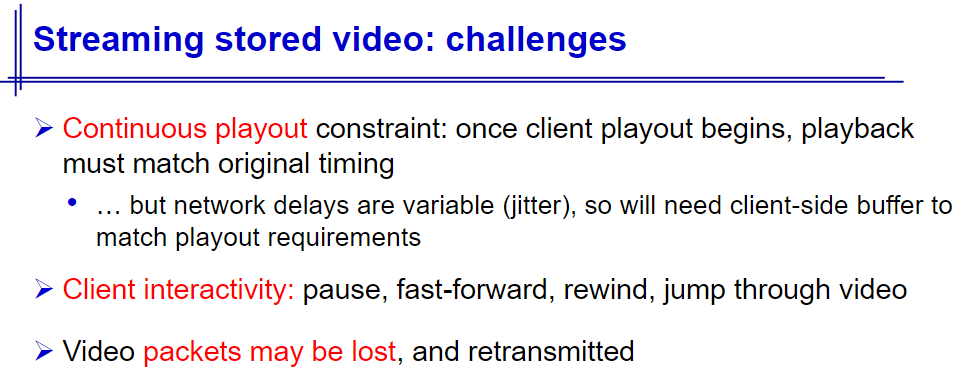 Streaming stored video: challenges
➢ Continuous playout constraint: once client playout begins, playback
must match original timing
• … but network delays are variable (jitter), so will need client-side buffer to
match playout requirements
➢ Client interactivity: pause, fast-forward, rewind, jump through video
➢ Video packets may be lost, and retransmitted